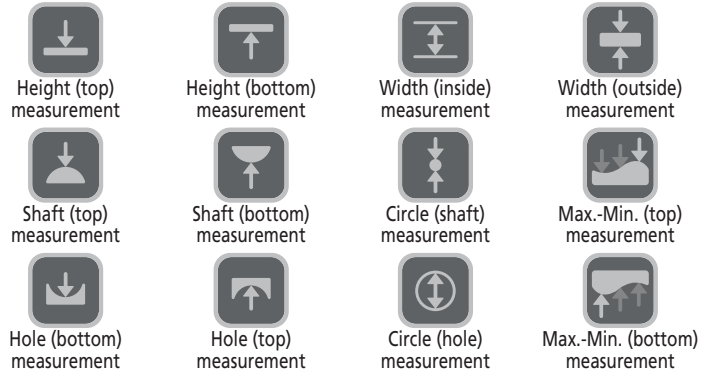 Height (top)
measurement
Height (bottom)
measurement
Width (inside)
measurement
Width (outside)
measurement
Shaft (top)
measurement
Shaft (bottom)
measurement
Circle (shaft)
measurement
Max.-Min. (top)
measurement
Hole (bottom)
measurement
Hole (top)
measurement
Circle (hole)
measurement
Max.-Min. (bottom)
measurement